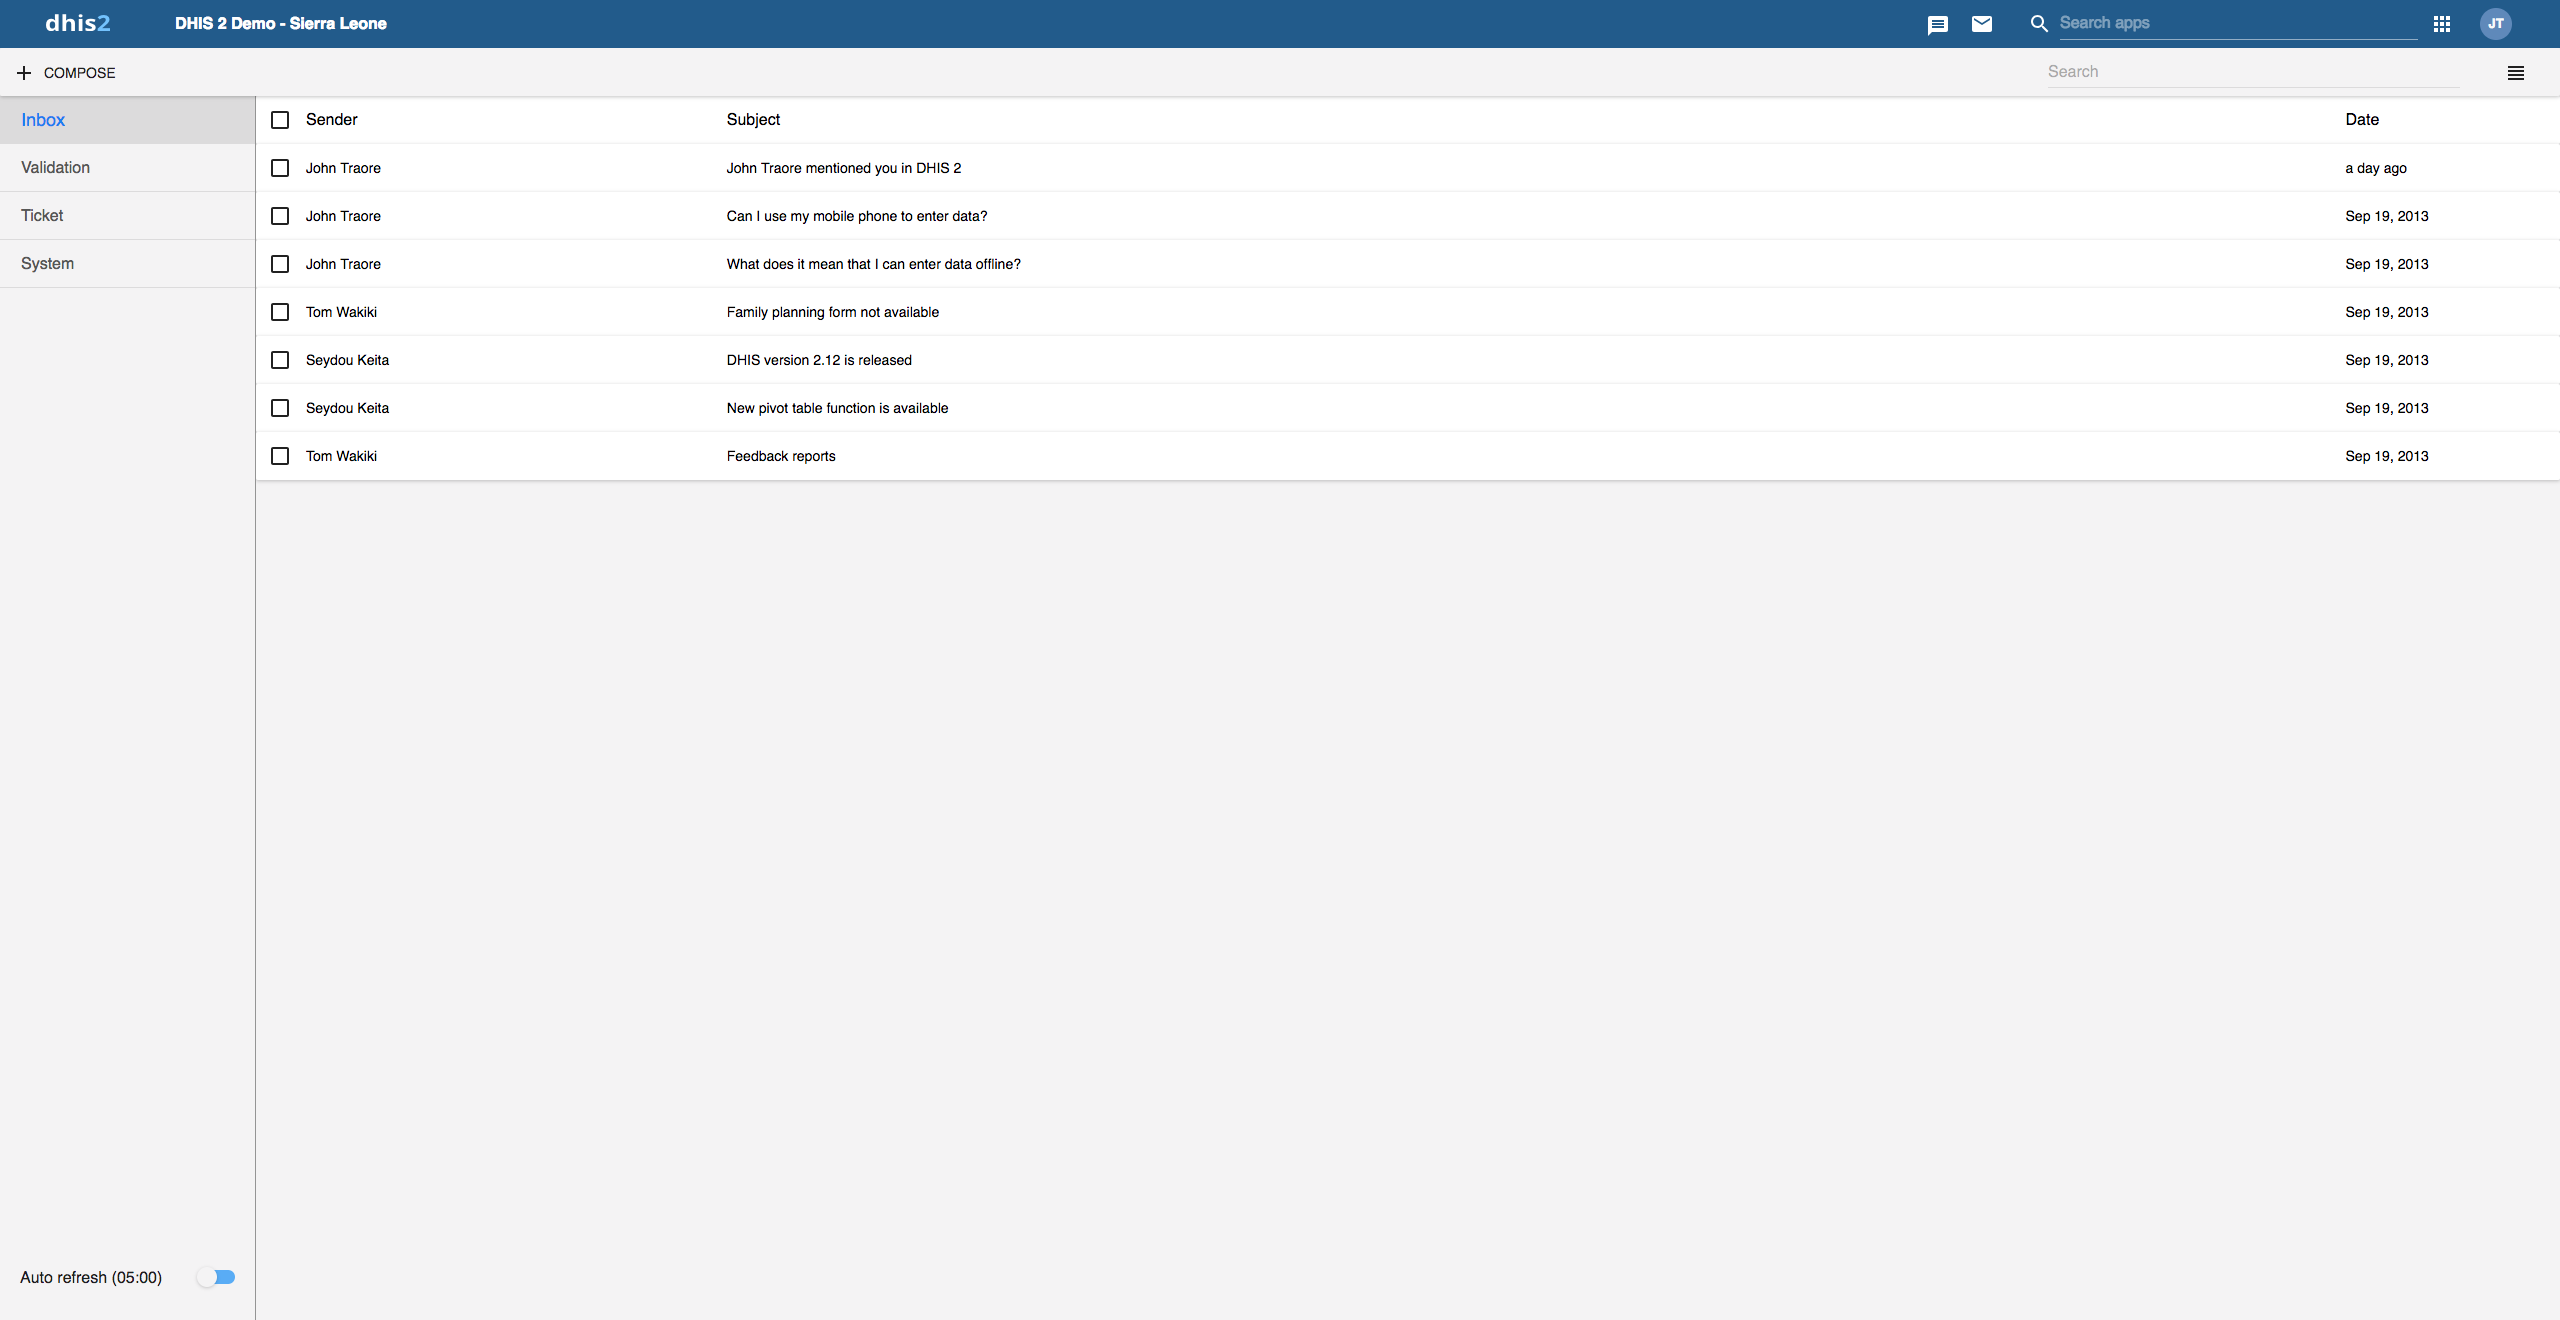 dhis2 DHIS 2 Demo - Sierra Leone Search apps JT
COMPOSE Search
Inbox
Validation
Ticket
System
Sender Subject Date
John Traore John Traore mentioned you in DHIS 2 a day ago
John Traore Can I use my mobile phone to enter data? Sep 19, 2013
John Traore What does it mean that I can enter data offline? Sep 19, 2013
Tom Wakiki Family planning form not available Sep 19, 2013
Seydou Keita DHIS version 2.12 is released Sep 19, 2013
Seydou Keita New pivot table function is available Sep 19, 2013
Tom Wakiki Feedback reports Sep 19, 2013
Auto refresh (05:00)